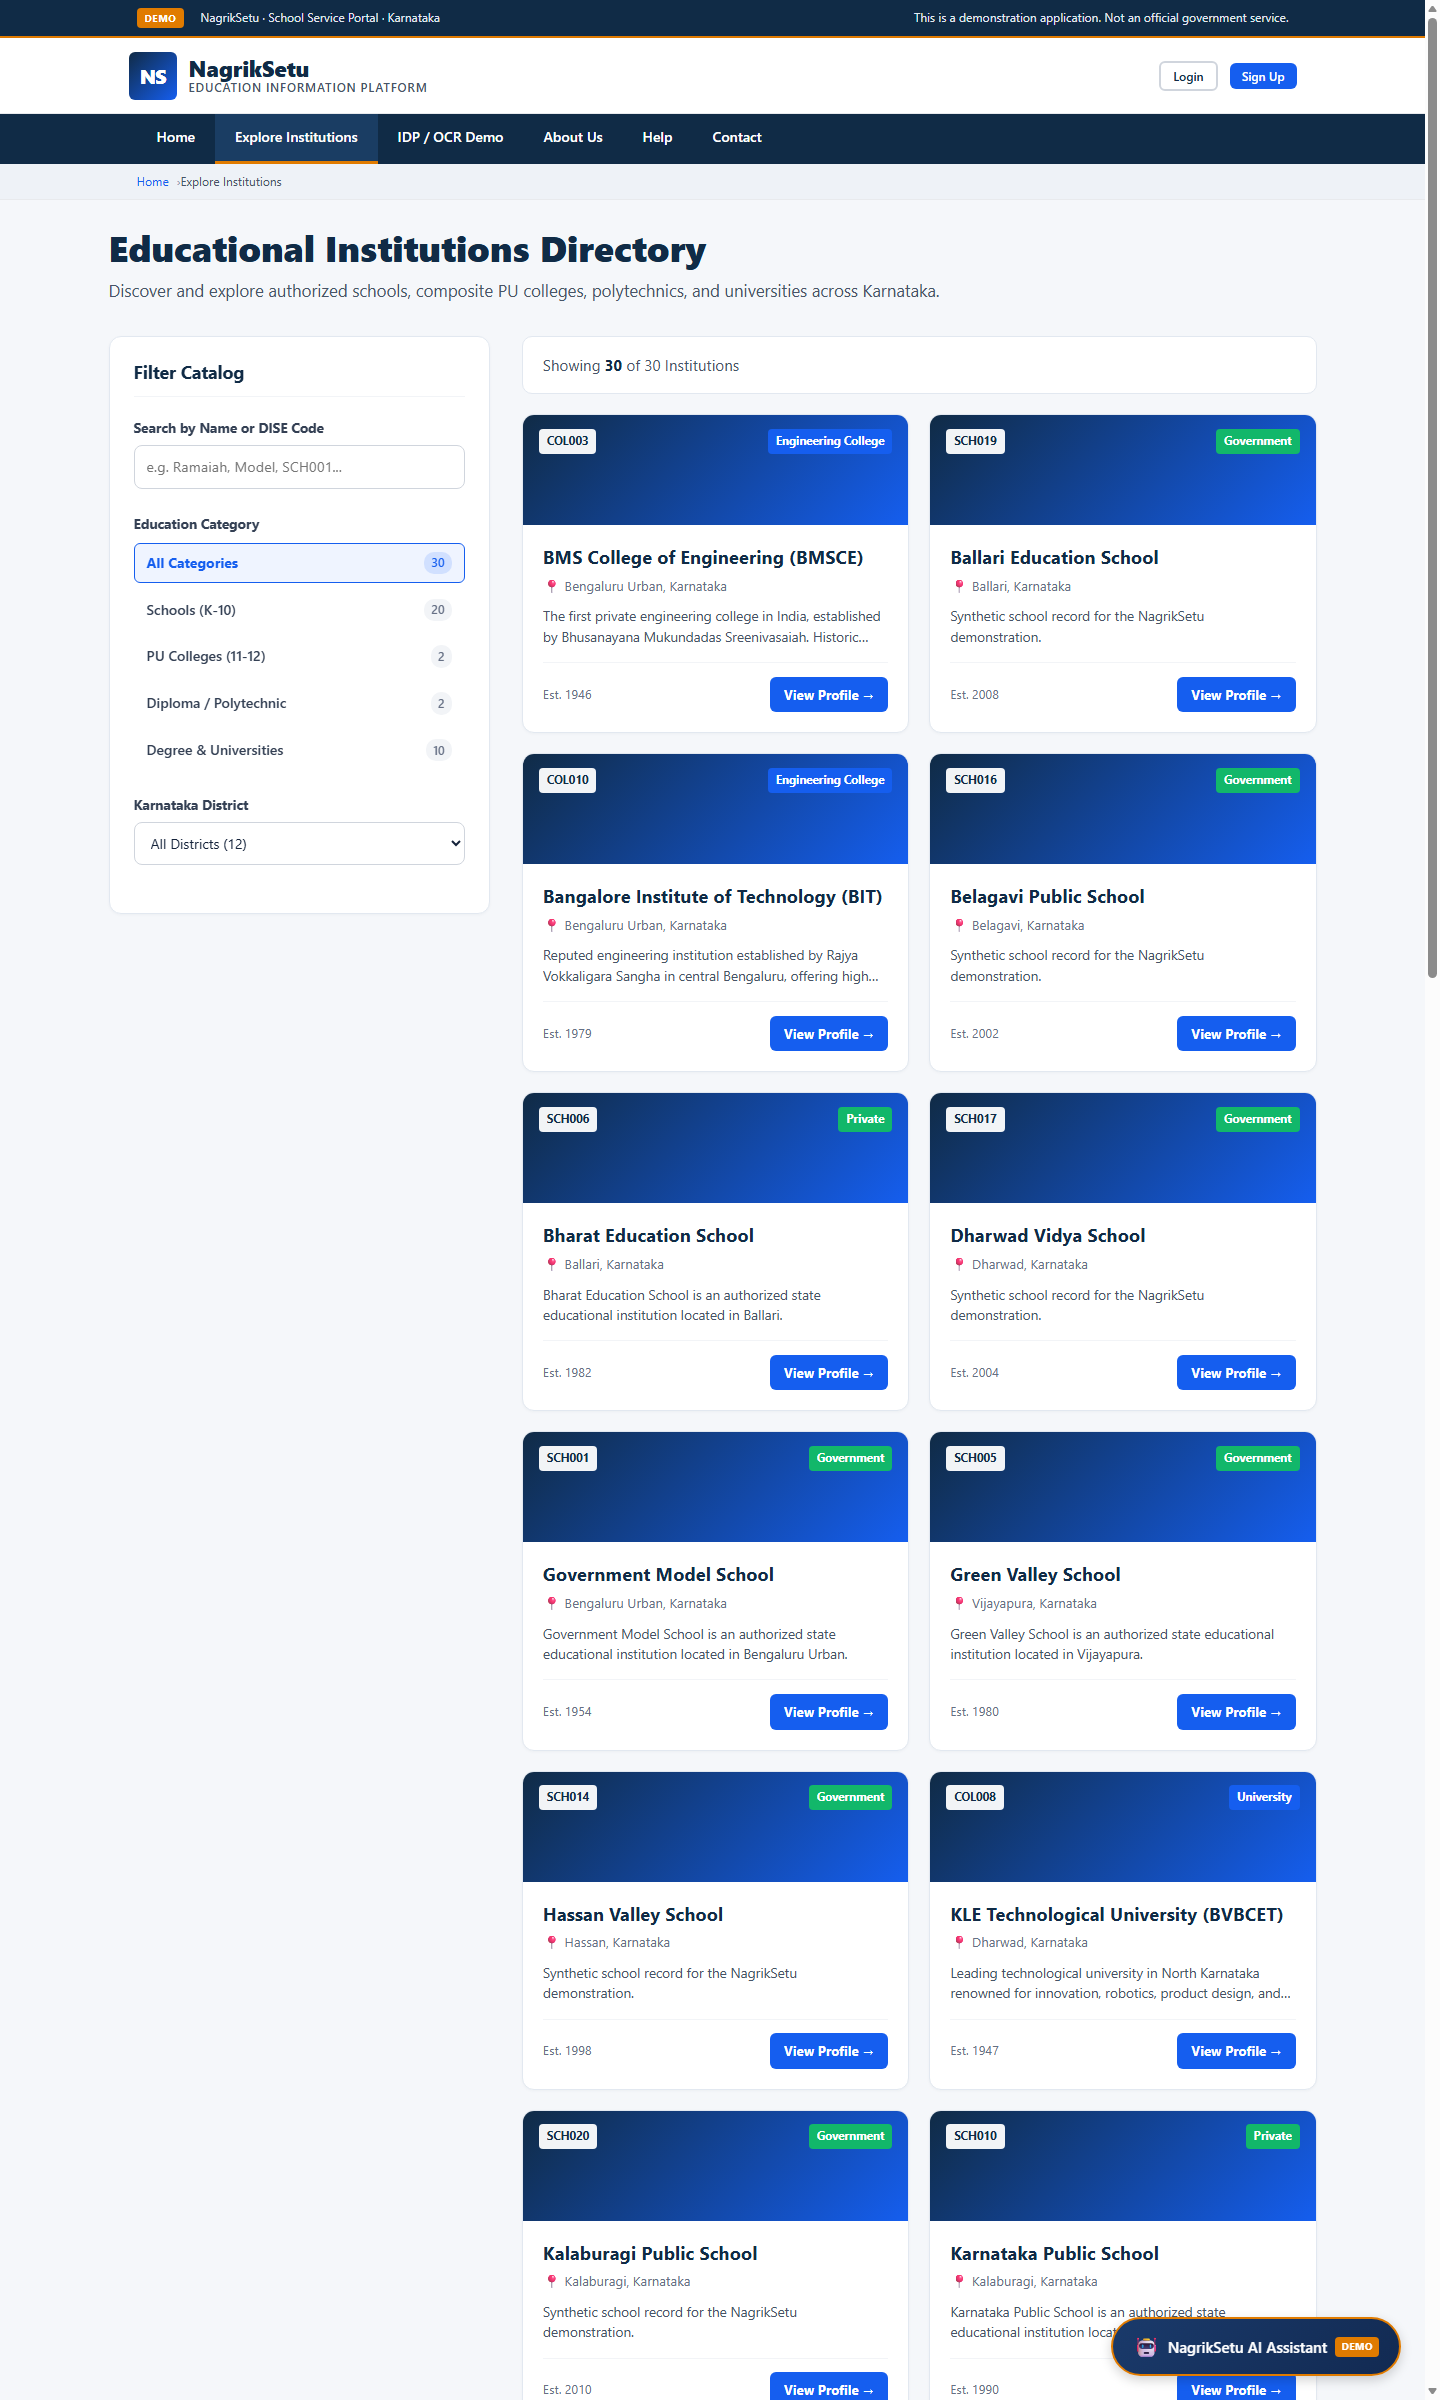 DEMO NagrikSetu · School Service Portal · Karnataka
This is a demonstration application. Not an official government service.
NS
NagrikSetu
EDUCATION INFORMATION PLATFORM
Login
Sign Up
Home
Explore Institutions
IDP / OCR Demo
About Us
Help
Contact
Home ›Explore Institutions
Educational Institutions Directory
Discover and explore authorized schools, composite PU colleges, polytechnics, and universities across Karnataka.
Filter Catalog
Search by Name or DISE Code
e.g. Ramaiah, Model, SCH001...
Education Category
All Categories 30
Schools (K-10) 20
PU Colleges (11-12) 2
Diploma / Polytechnic 2
Degree & Universities 10
Karnataka District
All Districts (12)
Showing 30 of 30 Institutions
COL003
Engineering College
BMS College of Engineering (BMSCE)
Bengaluru Urban, Karnataka
The first private engineering college in India, established
by Bhusanayana Mukundadas Sreenivasaiah. Historic...
Est. 1946
View Profile →
SCH019
Government
Ballari Education School
Ballari, Karnataka
Synthetic school record for the NagrikSetu
demonstration.
Est. 2008
View Profile →
COL010
Engineering College
Bangalore Institute of Technology (BIT)
Bengaluru Urban, Karnataka
Reputed engineering institution established by Rajya
Vokkaligara Sangha in central Bengaluru, offering high...
Est. 1979
View Profile →
SCH016
Government
Belagavi Public School
Belagavi, Karnataka
Synthetic school record for the NagrikSetu
demonstration.
Est. 2002
View Profile →
SCH006
Private
Bharat Education School
Ballari, Karnataka
Bharat Education School is an authorized state
educational institution located in Ballari.
Est. 1982
View Profile →
SCH017
Government
Dharwad Vidya School
Dharwad, Karnataka
Synthetic school record for the NagrikSetu
demonstration.
Est. 2004
View Profile →
SCH001
Government
Government Model School
Bengaluru Urban, Karnataka
Government Model School is an authorized state
educational institution located in Bengaluru Urban.
Est. 1954
View Profile →
SCH005
Government
Green Valley School
Vijayapura, Karnataka
Green Valley School is an authorized state educational
institution located in Vijayapura.
Est. 1980
View Profile →
SCH014
Government
Hassan Valley School
Hassan, Karnataka
Synthetic school record for the NagrikSetu
demonstration.
Est. 1998
View Profile →
COL008
University
KLE Technological University (BVBCET)
Dharwad, Karnataka
Leading technological university in North Karnataka
renowned for innovation, robotics, product design, and...
Est. 1947
View Profile →
SCH020
Government
Kalaburagi Public School
Kalaburagi, Karnataka
Synthetic school record for the NagrikSetu
demonstration.
Est. 2010
View Profile →
SCH010
Private
Karnataka Public School
Kalaburagi, Karnataka
Karnataka Public School is an authorized state
educational institution
Est. 1990
View Profile →
NagrikSetu AI Assistant DEMO